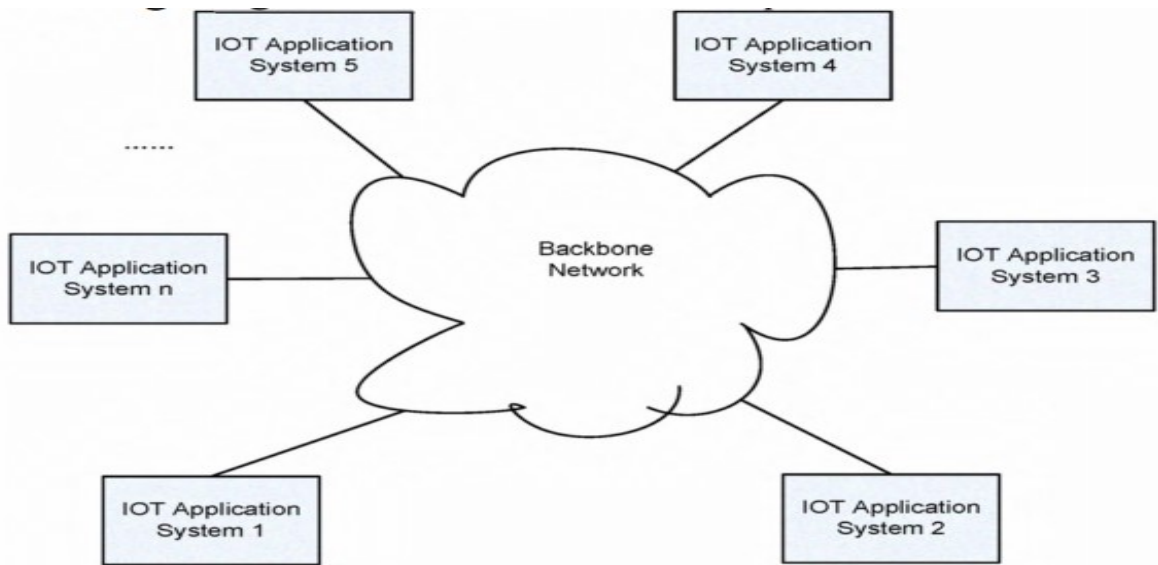 IOT Application
System 5
IOT Application
System 4
......
Backbone
Network
IOT Application
System n
IOT Application
System 3
IOT Application
System 1
IOT Application
System 2